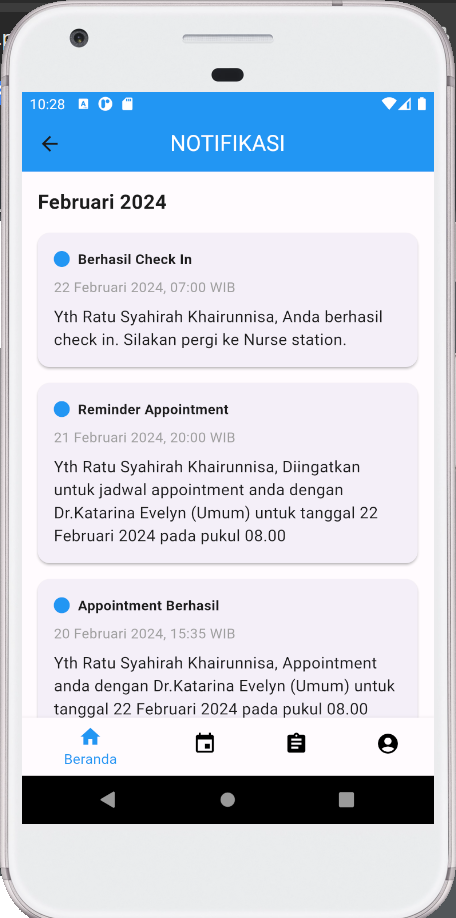 10:28
NOTIFIKASI
Februari 2024
Berhasil Check In
22 Februari 2024, 07:00 WIB
Yth Ratu Syahirah Khairunnisa, Anda berhasil
check in. Silakan pergi ke Nurse station.
Reminder Appointment
21 Februari 2024, 20:00 WIB
Yth Ratu Syahirah Khairunnisa, Diingatkan
untuk jadwal appointment anda dengan
Dr.Katarina Evelyn (Umum) untuk tanggal 22
Februari 2024 pada pukul 08.00
Appointment Berhasil
20 Februari 2024, 15:35 WIB
Yth Ratu Syahirah Khairunnisa, Appointment
anda dengan Dr.Katarina Evelyn (Umum) untuk
tanggal 22 Februari 2024 pada pukul 08.00
Beranda